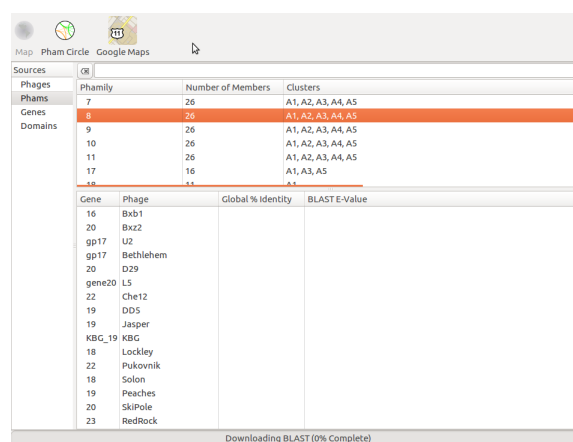 11
Map Pham Circle Google Maps
Sources
Phages
Phams
Genes
Domains
Phamily Number of Members Clusters
7 26 A1, A2, A3, A4, A5
8 26 A1, A2, A3, A4, A5
9 26 A1, A2, A3, A4, A5
10 26 A1, A2, A3, A4, A5
11 26 A1, A2, A3, A4, A5
17 16 A1, A3, A5
18 11 A1
Gene Phage Global % Identity BLAST E-Value
16 Bxb1
20 Bxz2
gp17 U2
gp17 Bethlehem
20 D29
gene20 L5
22 Che12
19 DD5
19 Jasper
KBG_19 KBG
18 Lockley
22 Pukovnik
18 Solon
19 Peaches
20 SkiPole
23 RedRock
Downloading BLAST (0% Complete)